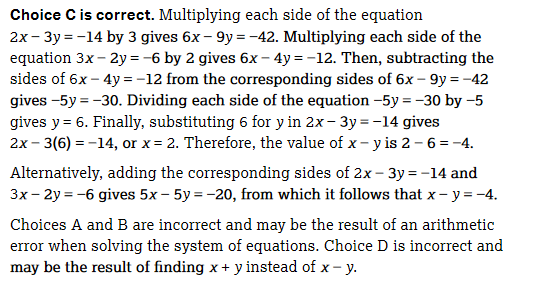 Choice C is correct. Multiplying each side of the equation
2x – 3y = –14 by 3 gives 6x – 9y = –42. Multiplying each side of the
equation 3x – 2y = –6 by 2 gives 6x – 4y = –12. Then, subtracting the
sides of 6x – 4y = –12 from the corresponding sides of 6x – 9y = –42
gives –5y = –30. Dividing each side of the equation –5y = –30 by –5
gives y = 6. Finally, substituting 6 for y in 2x – 3y = –14 gives
2x – 3(6) = –14, or x = 2. Therefore, the value of x – y is 2 – 6 = –4.
Alternatively, adding the corresponding sides of 2x – 3y = –14 and
3x – 2y = –6 gives 5x – 5y = –20, from which it follows that x – y = –4.
Choices A and B are incorrect and may be the result of an arithmetic
error when solving the system of equations. Choice D is incorrect and
may be the result of finding x + y instead of x – y.